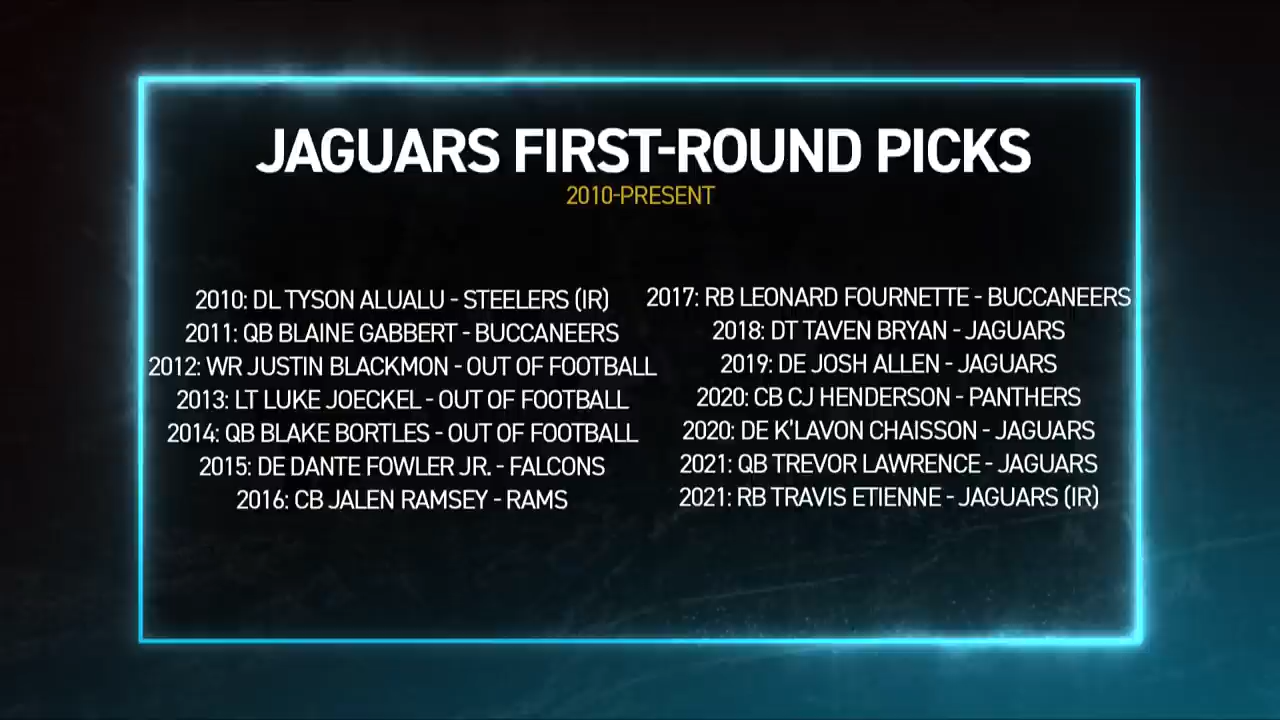 JAGUARS FIRST-ROUND PICKS
2010-PRESENT
2010: DL TYSON ALUALU - STEELERS (IR)
2011: QB BLAINE GABBERT - BUCCANEERS
2012: WR JUSTIN BLACKMON - OUT OF FOOTBALL
2013: LT LUKE JOECKEL - OUT OF FOOTBALL
2014: QB BLAKE BORTLES - OUT OF FOOTBALL
2015: DE DANTE FOWLER JR. - FALCONS
2016: CB JALEN RAMSEY - RAMS
2017: RB LEONARD FOURNETTE - BUCCANEERS
2018: DT TAVEN BRYAN - JAGUARS
2019: DE JOSH ALLEN - JAGUARS
2020: CB CJ HENDERSON - PANTHERS
2020: DE K'LAVON CHAISSON - JAGUARS
2021: QB TREVOR LAWRENCE - JAGUARS
2021: RB TRAVIS ETIENNE - JAGUARS (IR)